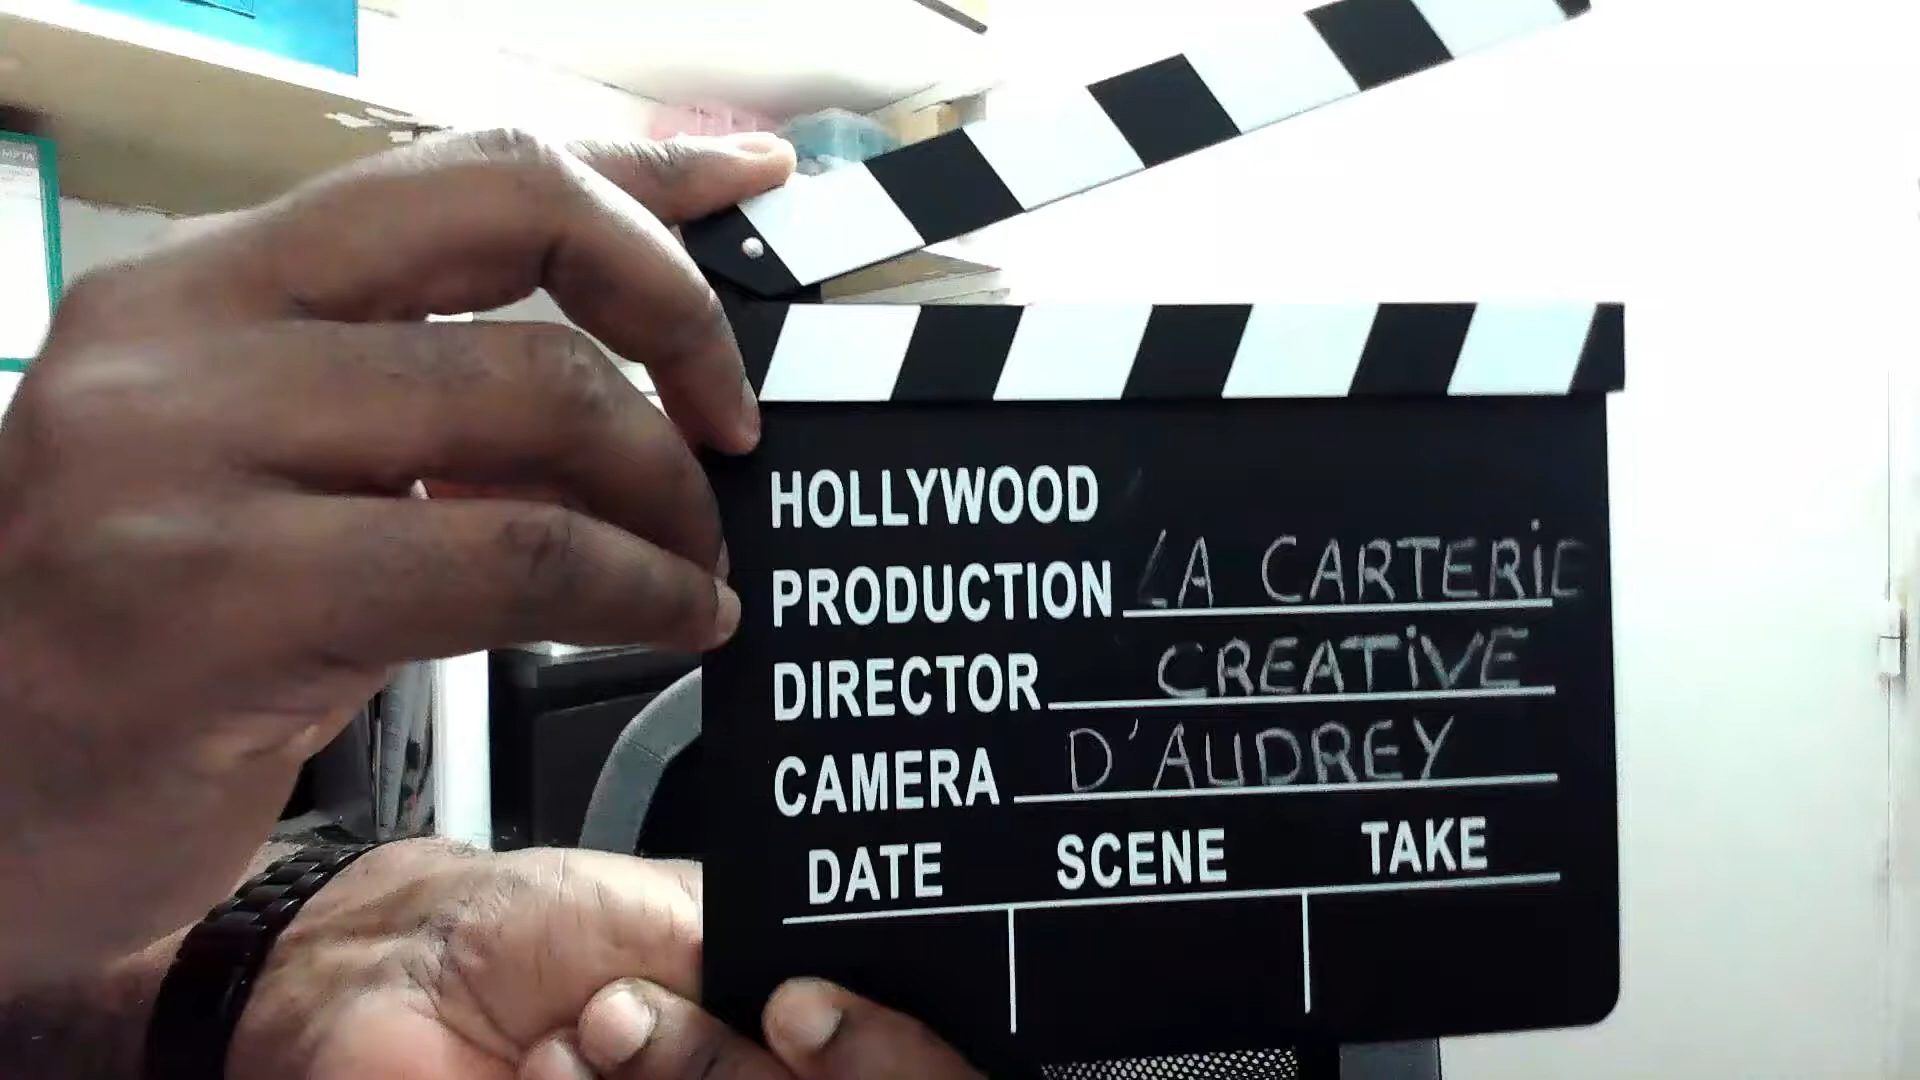 HOLLYWOOD
PRODUCTION LA CARTERiE
DIRECTOR CREATiVE
CAMERA D'AUDREY
DATE SCENE TAKE